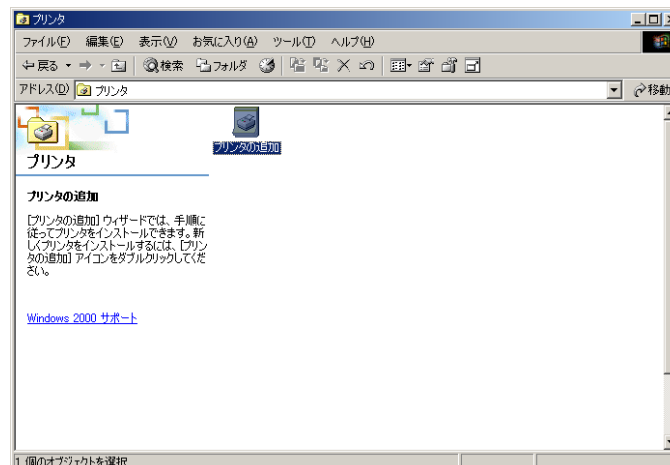 プリンタ
ファイル(F) 編集(E) 表示(V) お気に入り(A) ツール(T) ヘルプ(H)
戻る 検索 フォルダ
アドレス(D) プリンタ 移動
プリンタの追加
プリンタ
プリンタの追加
[プリンタの追加] ウィザードでは、手順に
従ってプリンタをインストールできます。新
しくプリンタをインストールするには、[プリン
タの追加] アイコンをダブルクリックしてくだ
さい。
Windows 2000 サポート
1 個のオブジェクトを選択